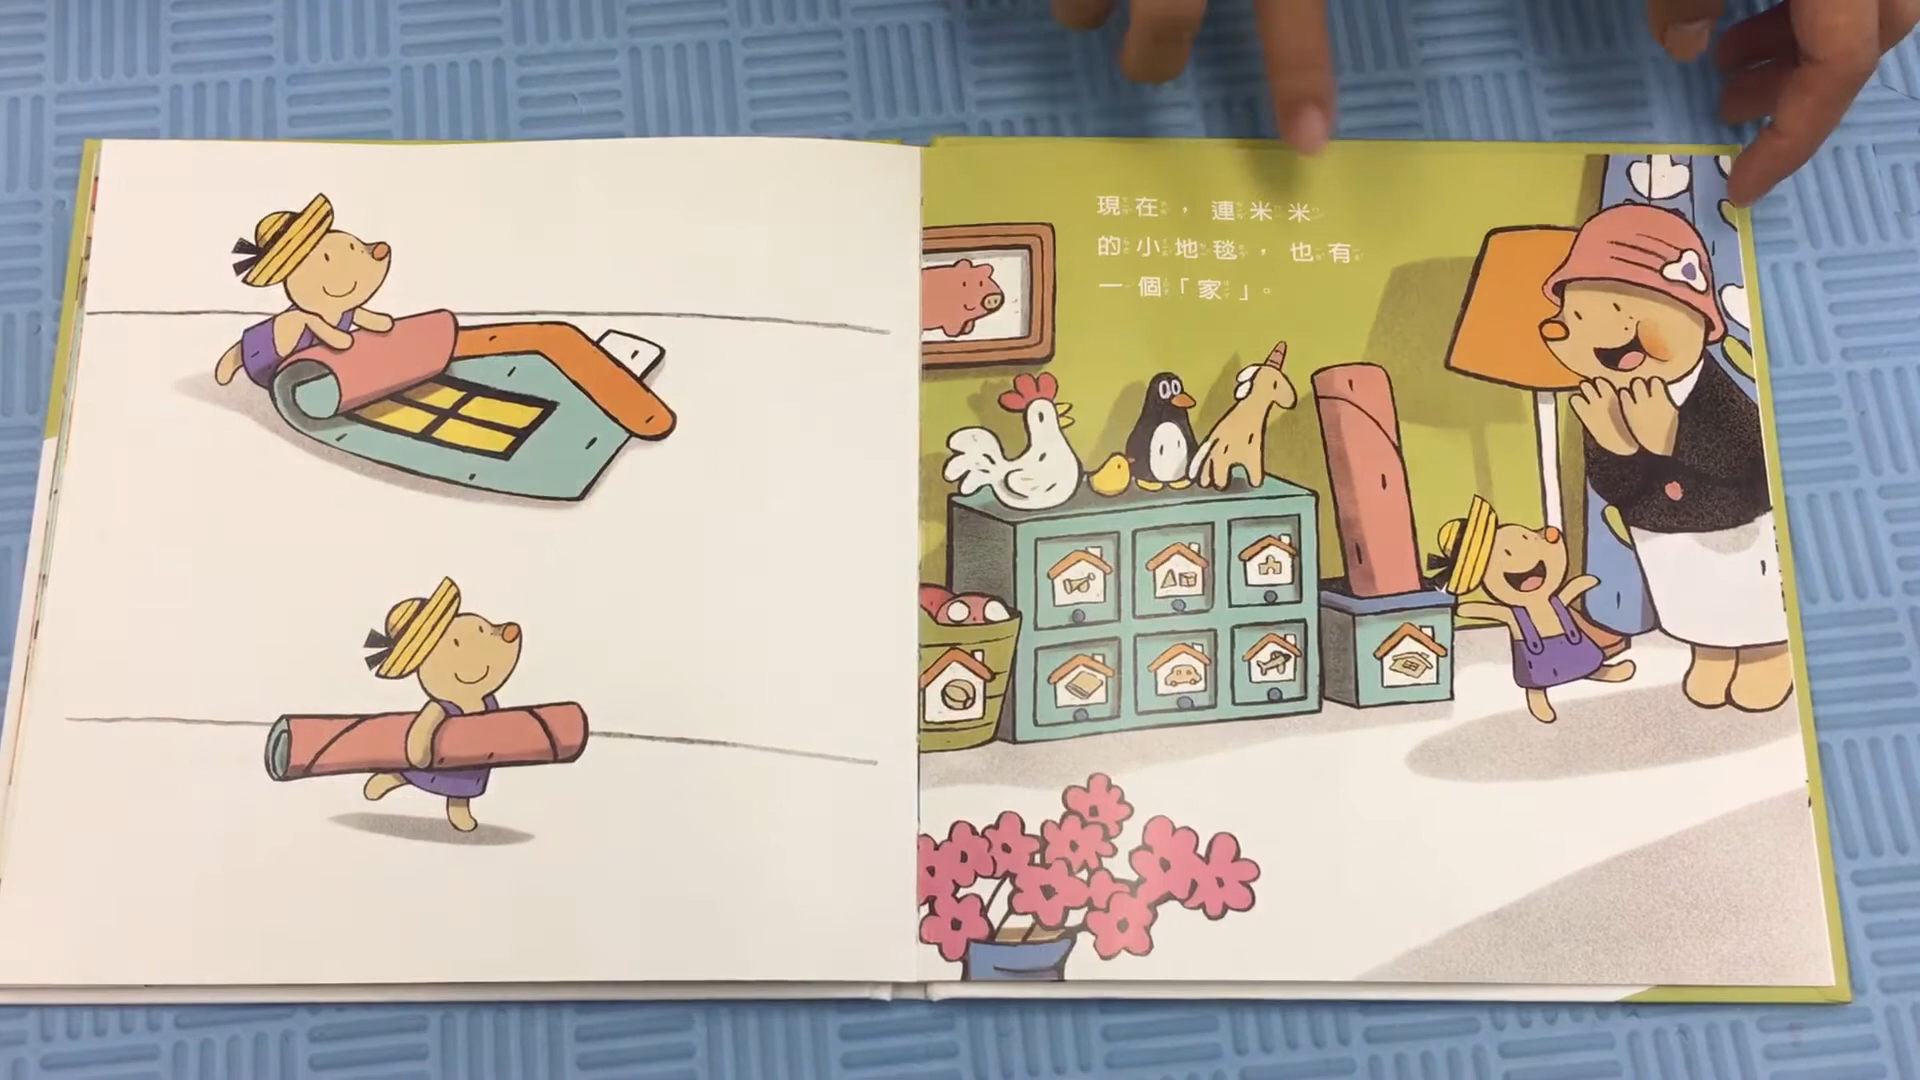 現在，連米米
的小地毯，也有
一個「家」。